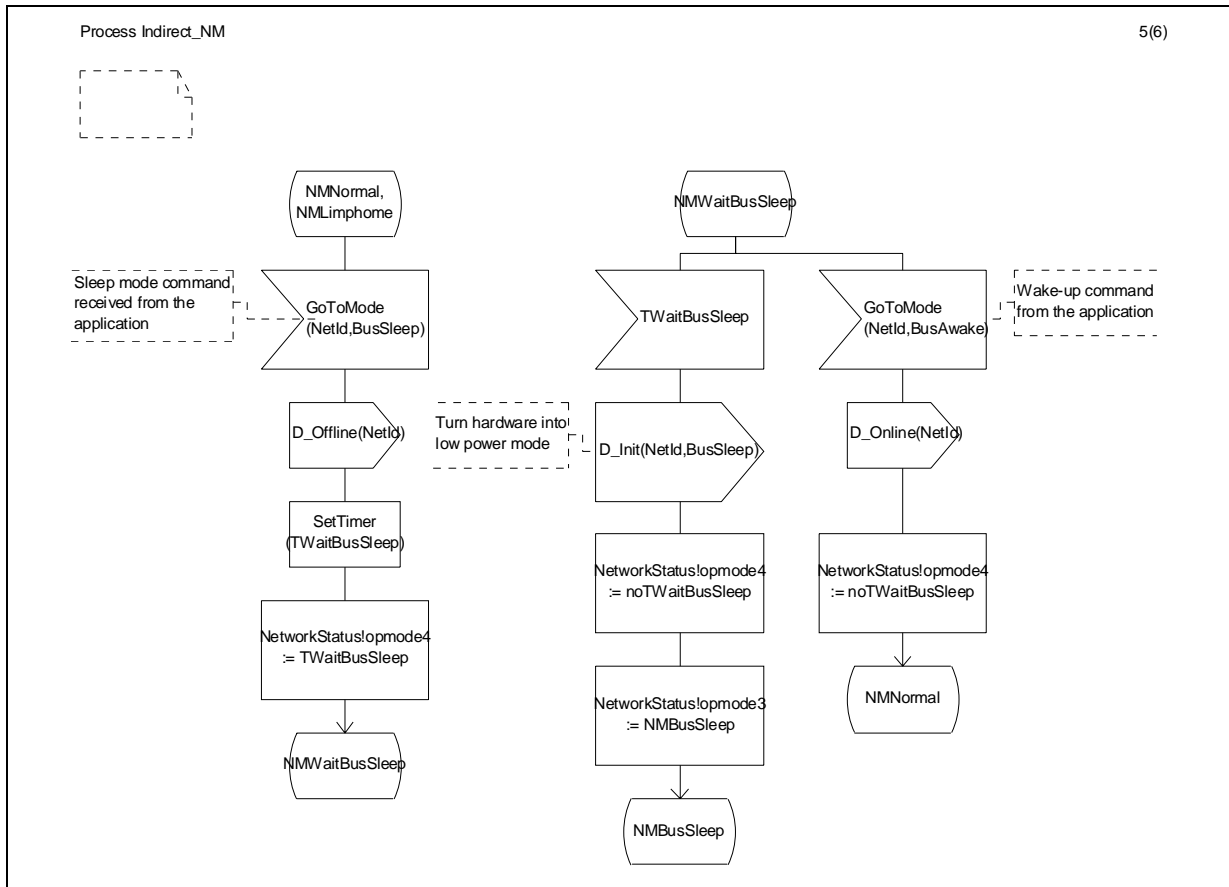 Process Indirect_NM
5(6)
NMNormal,
NMLimphome
Sleep mode command
received from the
application
GoToMode
(NetId,BusSleep)
D_Offline(NetId)
SetTimer
(TWaitBusSleep)
NetworkStatus!opmode4
:= TWaitBusSleep
NMWaitBusSleep
NMWaitBusSleep
TWaitBusSleep
Turn hardware into
low power mode
D_Init(NetId,BusSleep)
NetworkStatus!opmode4
:= noTWaitBusSleep
NetworkStatus!opmode3
:= NMBusSleep
NMBusSleep
GoToMode
(NetId,BusAwake)
Wake-up command
from the application
D_Online(NetId)
NetworkStatus!opmode4
:= noTWaitBusSleep
NMNormal